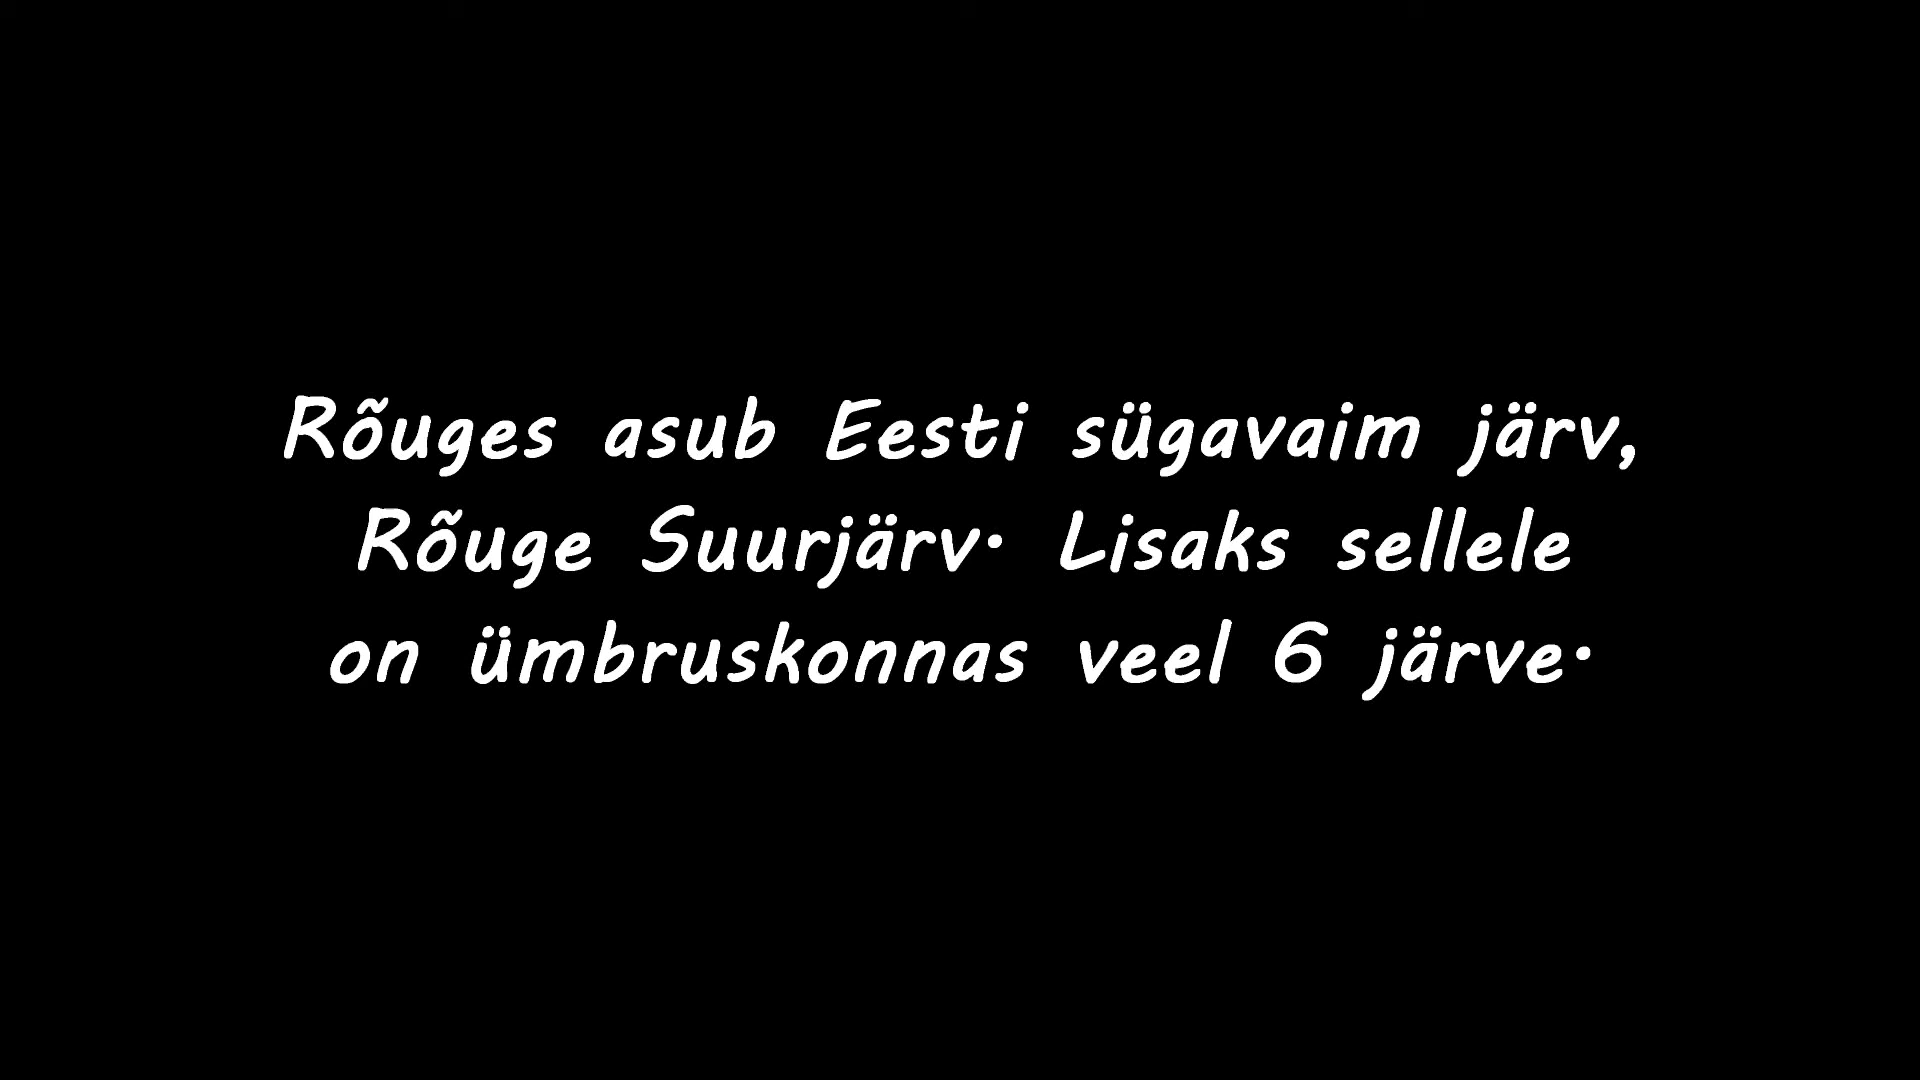 Rõuges asub Eesti sügavaim järv,
Rõuge Suurjärv. Lisaks sellele
on ümbruskonnas veel 6 järve.